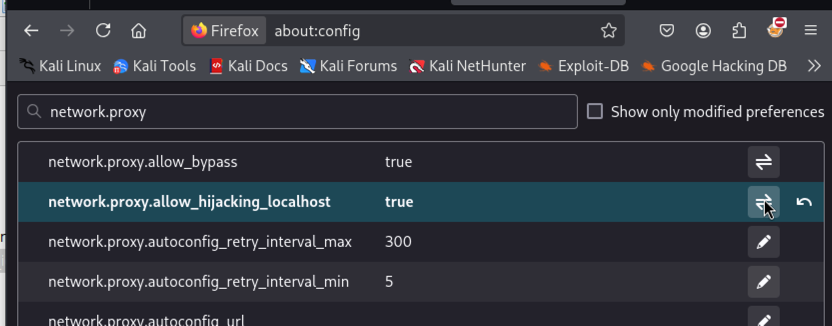 Firefox about:config
Kali Linux Kali Tools Kali Docs Kali Forums Kali NetHunter Exploit-DB Google Hacking DB
network.proxy Show only modified preferences
network.proxy.allow_bypass true
network.proxy.allow_hijacking_localhost true
network.proxy.autoconfig_retry_interval_max 300
network.proxy.autoconfig_retry_interval_min 5
network.proxy.autoconfig_url